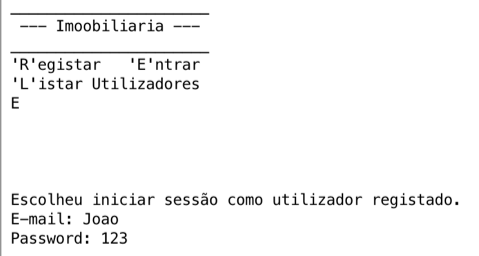 --- Imoobiliaria ---
'R'egistar   'E'ntrar
'L'istar Utilizadores
E
Escolheu iniciar sessão como utilizador registado.
E-mail: Joao
Password: 123